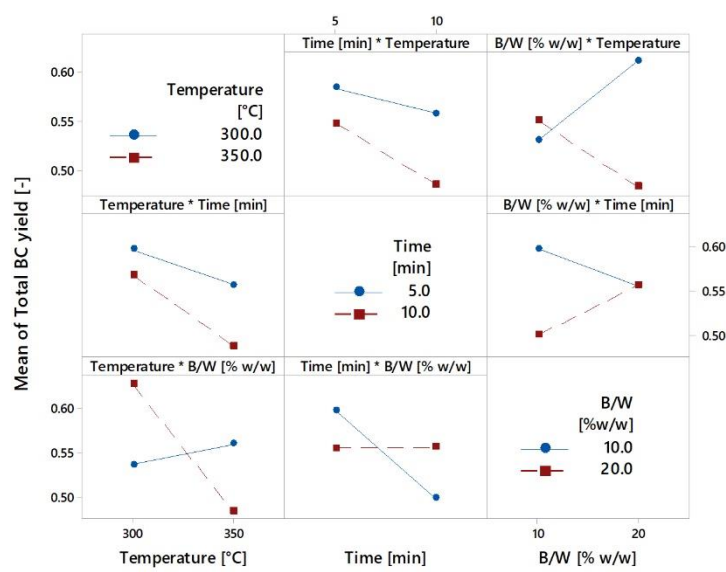 5 10
Time [min] * Temperature
B/W [% w/w] * Temperature
0.60
0.55
0.50
Temperature
[°C]
300.0
350.0
Mean of Total BC yield [-]
Temperature * Time [min]
B/W [% w/w] * Time [min]
Time
[min]
5.0
10.0
0.60
0.55
0.50
Temperature * B/W [% w/w]
Time [min] * B/W [% w/w]
0.60
0.55
0.50
B/W
[%w/w]
10.0
20.0
300 350
10 20
Temperature [°C]
Time [min]
B/W [% w/w]